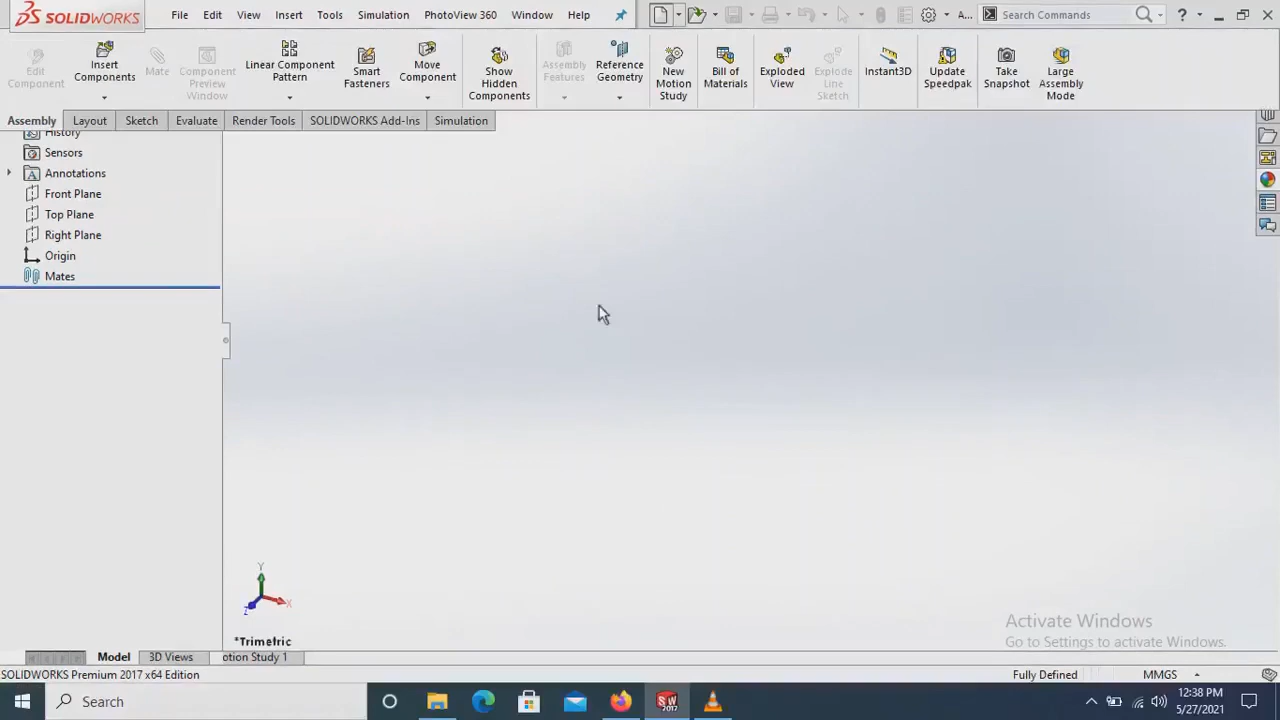 SOLIDWORKS File Edit View Insert Tools Simulation PhotoView 360 Window Help A... Search Commands ?
Edit Component
Insert Components
Mate
Component Preview Window
Linear Component Pattern
Smart Fasteners
Move Component
Show Hidden Components
Assembly Features
Reference Geometry
New Motion Study
Bill of Materials
Exploded View
Explode Line Sketch
Instant3D
Update Speedpak
Take Snapshot
Large Assembly Mode
Assembly Layout Sketch Evaluate Render Tools SOLIDWORKS Add-Ins Simulation
History
Sensors
A Annotations
Front Plane
Top Plane
Right Plane
Origin
Mates
Y
X
Z
*Trimetric
Activate Windows
Go to Settings to activate Windows.
Model 3D Views otion Study 1
SOLIDWORKS Premium 2017 x64 Edition Fully Defined MMGS
Search SW 2017 12:38 PM
5/27/2021